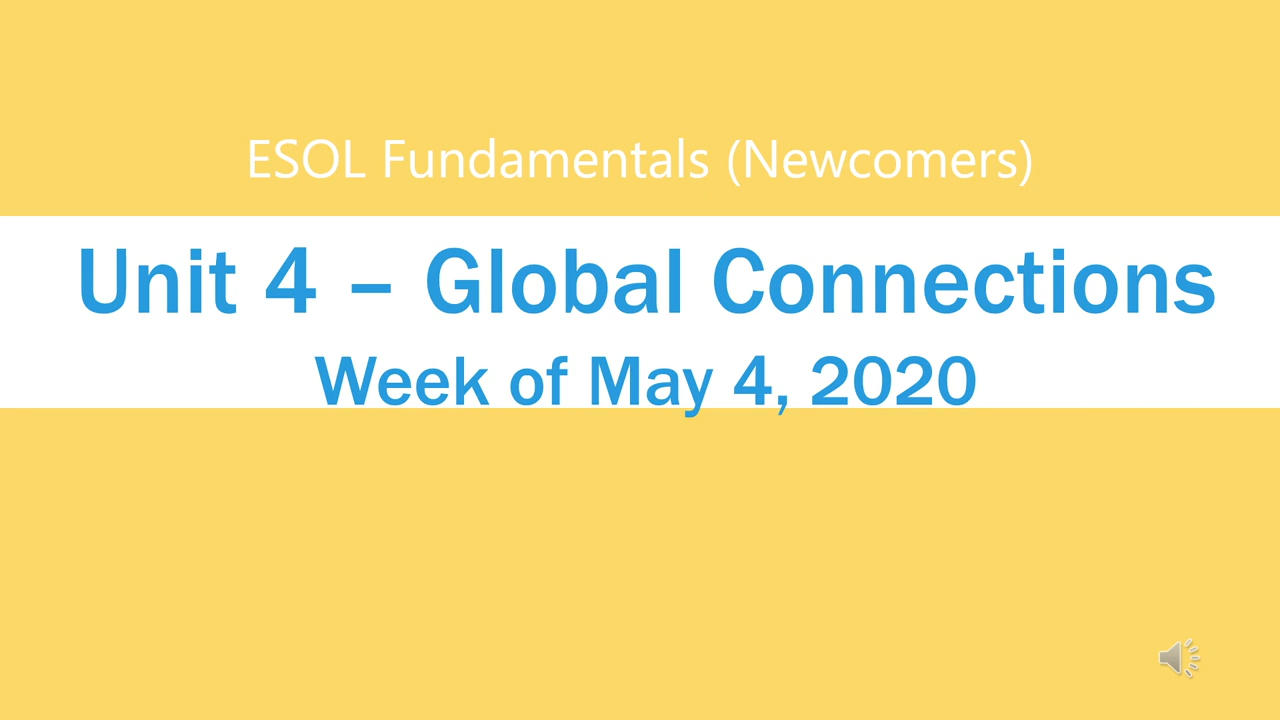 ESOL Fundamentals (Newcomers)
Unit 4 – Global Connections
Week of May 4, 2020